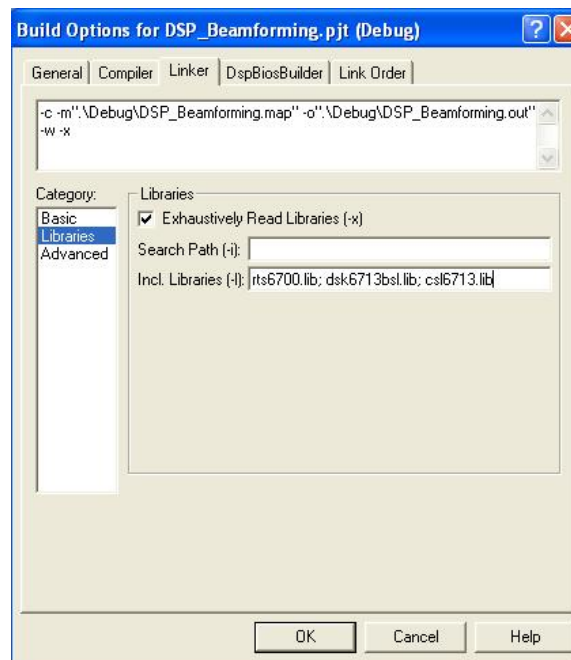 Build Options for DSP_Beamforming.pjt (Debug)
General Compiler Linker DspBiosBuilder Link Order
-c -m".\Debug\DSP_Beamforming.map" -o".\Debug\DSP_Beamforming.out"
-w -x
Category:
Basic
Libraries
Advanced
Libraries
Exhaustively Read Libraries (-x)
Search Path (-i):
Incl. Libraries (-l): rts6700.lib; dsk6713bsl.lib; csl6713.lib
OK Cancel Help